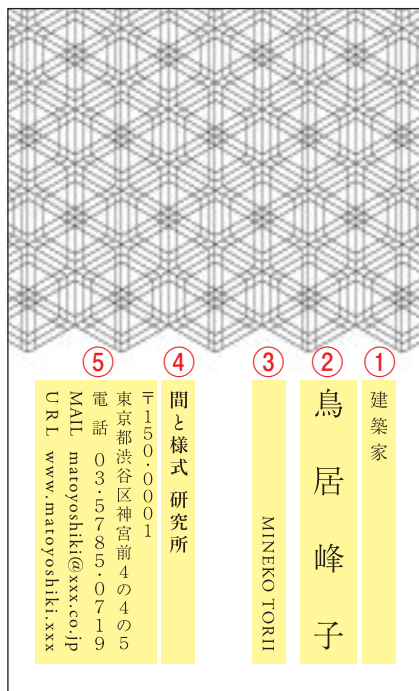 ①
建築家
②
鳥居峰子
③
MINEKO TORII
④
間と様式 研究所
⑤
〒150・0001
東京都渋谷区神宮前4の4の5
電話 03・5785・0719
MAIL matoyoshiki@xxx.co.jp
URL www.matoyoshiki.xxx